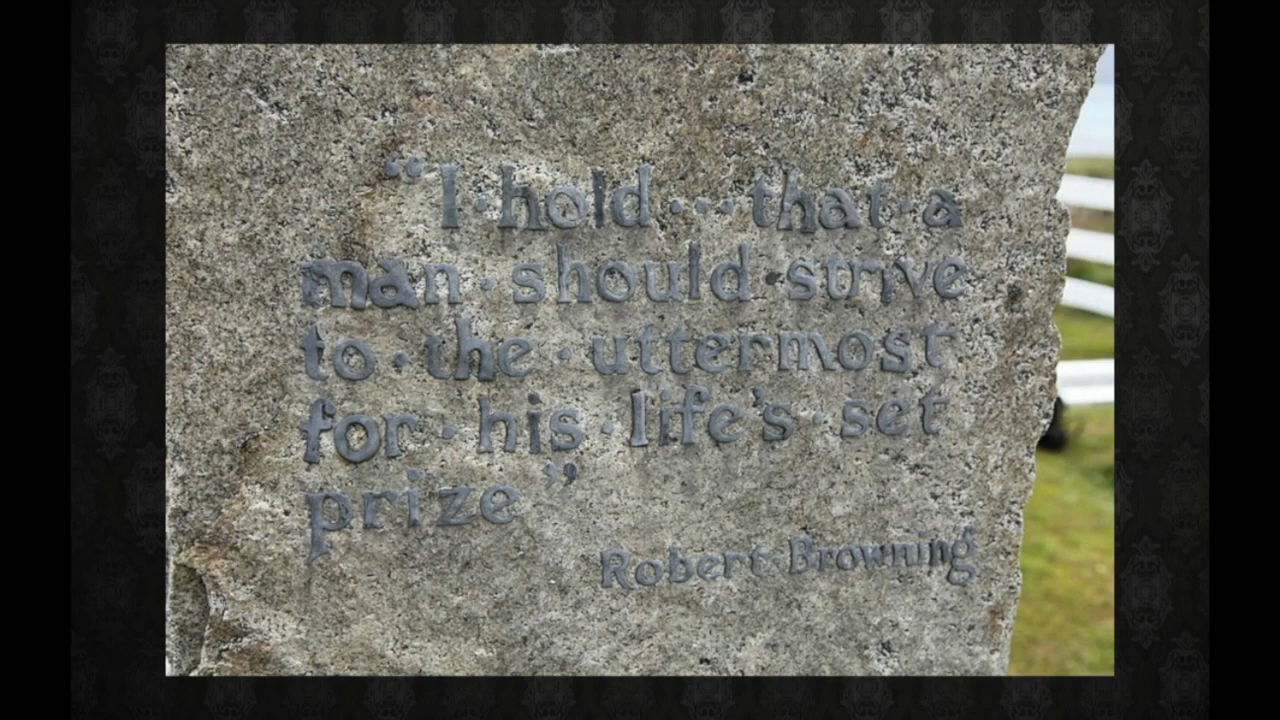 “I·hold···that·a
man·should·strive
to·the·uttermost
for·his·life’s·set
prize”
Robert·Browning